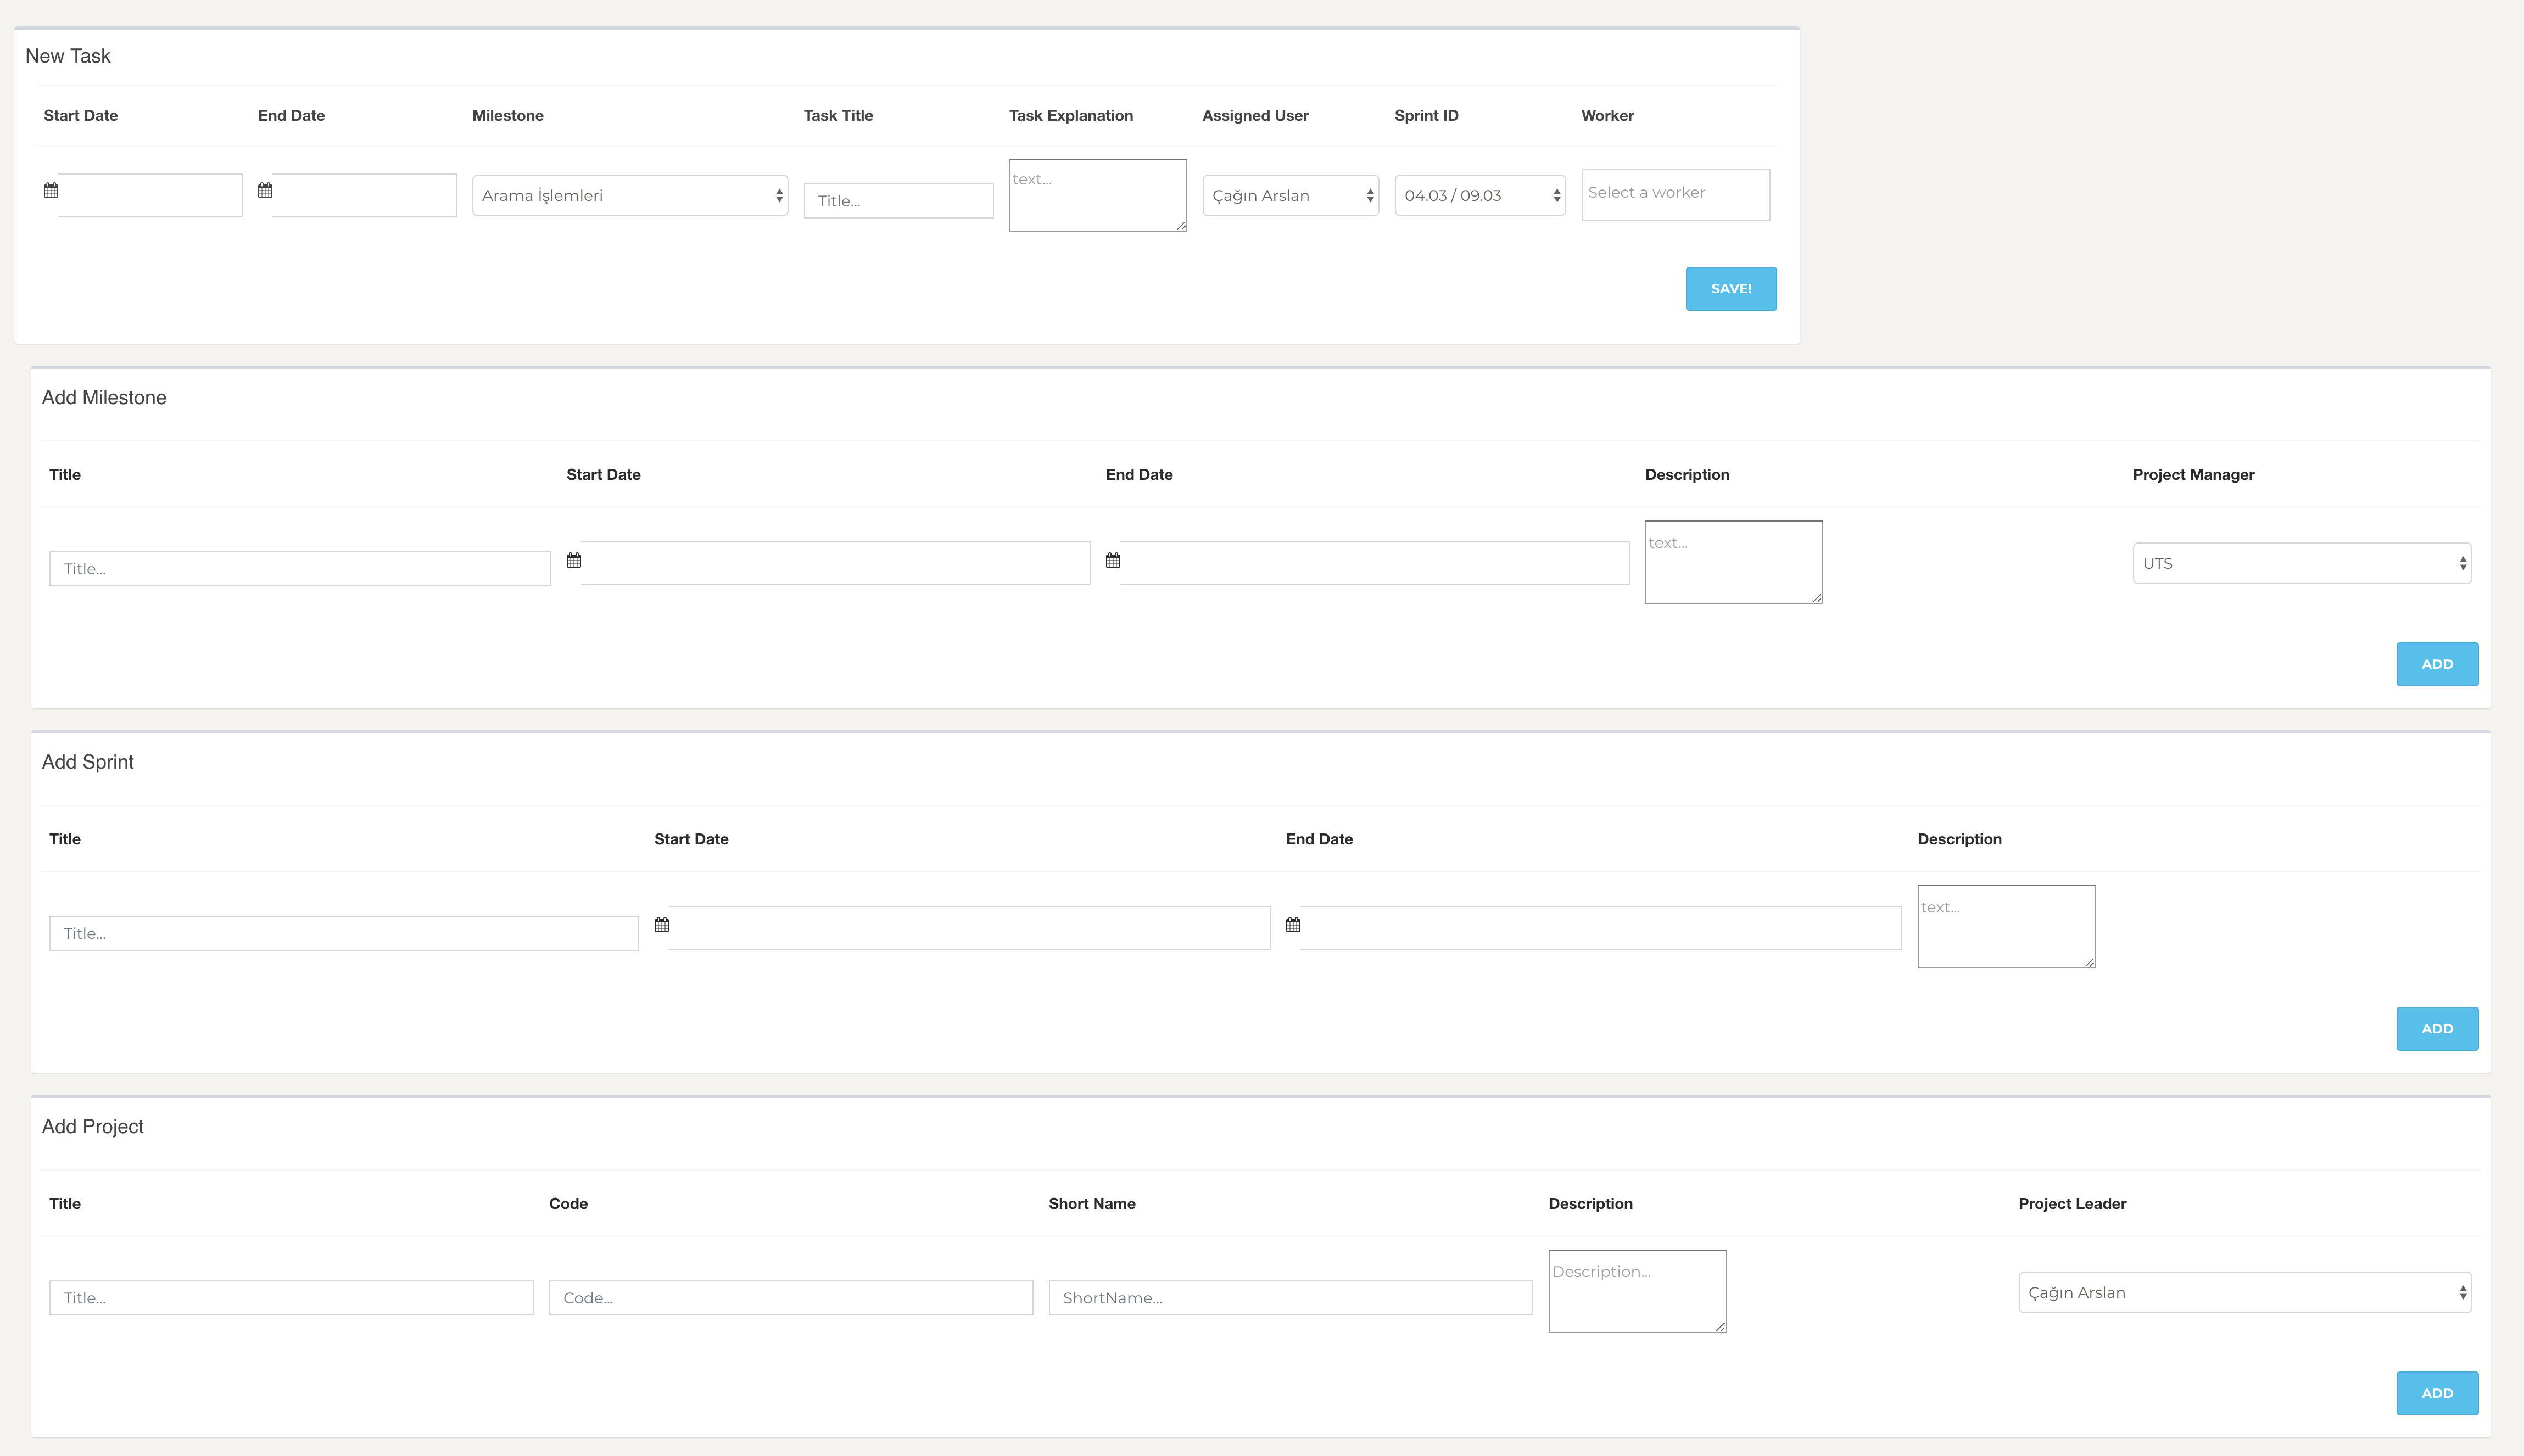 New Task
Start Date End Date Milestone Task Title Task Explanation Assigned User Sprint ID Worker
Arama İşlemleri Title... text... Çağın Arslan 04.03 / 09.03 Select a worker
SAVE!
Add Milestone
Title Start Date End Date Description Project Manager
Title... text... UTS
ADD
Add Sprint
Title Start Date End Date Description
Title... text...
ADD
Add Project
Title Code Short Name Description Project Leader
Title... Code... ShortName... Description... Çağın Arslan
ADD